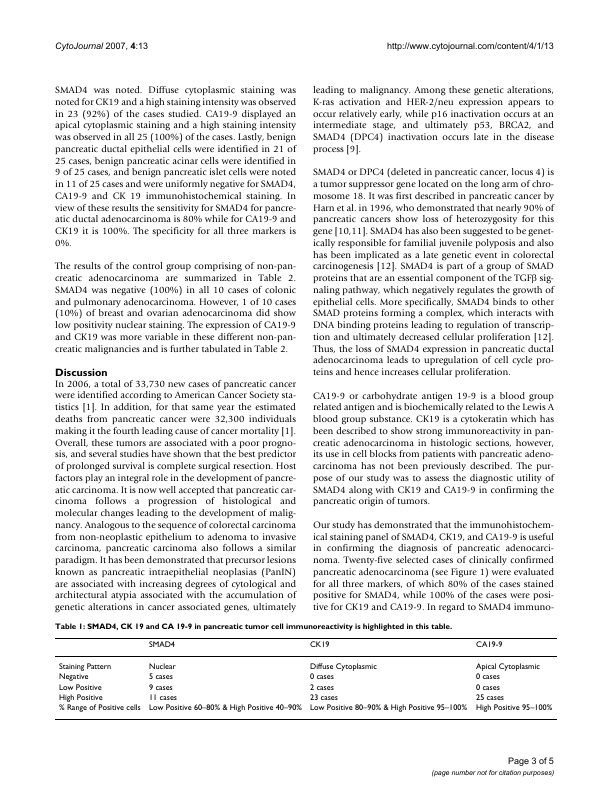 CytoJournal 2007, 4:13
http://www.cytojournal.com/content/4/1/13
SMAD4 was noted. Diffuse cytoplasmic staining was
noted for CK19 and a high staining intensity was observed
in 23 (92%) of the cases studied. CA19-9 displayed an
apical cytoplasmic staining and a high staining intensity
was observed in all 25 (100%) of the cases. Lastly, benign
pancreatic ductal epithelial cells were identified in 21 of
25 cases, benign pancreatic acinar cells were identified in
9 of 25 cases, and benign pancreatic islet cells were noted
in 11 of 25 cases and were uniformly negative for SMAD4,
CA19-9 and CK 19 immunohistochemical staining. In
view of these results the sensitivity for SMAD4 for pancre-
atic ductal adenocarcinoma is 80% while for CA19-9 and
CK19 it is 100%. The specificity for all three markers is
0%.
The results of the control group comprising of non-pan-
creatic adenocarcinoma are summarized in Table 2.
SMAD4 was negative (100%) in all 10 cases of colonic
and pulmonary adenocarcinoma. However, 1 of 10 cases
(10%) of breast and ovarian adenocarcinoma did show
low positivity nuclear staining. The expression of CA19-9
and CK19 was more variable in these different non-pan-
creatic malignancies and is further tabulated in Table 2.
Discussion
In 2006, a total of 33,730 new cases of pancreatic cancer
were identified according to American Cancer Society sta-
tistics [1]. In addition, for that same year the estimated
deaths from pancreatic cancer were 32,300 individuals
making it the fourth leading cause of cancer mortality [1].
Overall, these tumors are associated with a poor progno-
sis, and several studies have shown that the best predictor
of prolonged survival is complete surgical resection. Host
factors play an integral role in the development of pancre-
atic carcinoma. It is now well accepted that pancreatic car-
cinoma follows a progression of histological and
molecular changes leading to the development of malig-
nancy. Analogous to the sequence of colorectal carcinoma
from non-neoplastic epithelium to adenoma to invasive
carcinoma, pancreatic carcinoma also follows a similar
paradigm. It has been demonstrated that precursor lesions
known as pancreatic intraepithelial neoplasias (PanIN)
are associated with increasing degrees of cytological and
architectural atypia associated with the accumulation of
genetic alterations in cancer associated genes, ultimately
leading to malignancy. Among these genetic alterations,
K-ras activation and HER-2/neu expression appears to
occur relatively early, while p16 inactivation occurs at an
intermediate stage, and ultimately p53, BRCA2, and
SMAD4 (DPC4) inactivation occurs late in the disease
process [9].
SMAD4 or DPC4 (deleted in pancreatic cancer, locus 4) is
a tumor suppressor gene located on the long arm of chro-
mosome 18. It was first described in pancreatic cancer by
Harn et al. in 1996, who demonstrated that nearly 90% of
pancreatic cancers show loss of heterozygosity for this
gene [10,11]. SMAD4 has also been suggested to be genet-
ically responsible for familial juvenile polyposis and also
has been implicated as a late genetic event in colorectal
carcinogenesis [12]. SMAD4 is part of a group of SMAD
proteins that are an essential component of the TGFβ sig-
naling pathway, which negatively regulates the growth of
epithelial cells. More specifically, SMAD4 binds to other
SMAD proteins forming a complex, which interacts with
DNA binding proteins leading to regulation of transcrip-
tion and ultimately decreased cellular proliferation [12].
Thus, the loss of SMAD4 expression in pancreatic ductal
adenocarcinoma leads to upregulation of cell cycle pro-
teins and hence increases cellular proliferation.
CA19-9 or carbohydrate antigen 19-9 is a blood group
related antigen and is biochemically related to the Lewis A
blood group substance. CK19 is a cytokeratin which has
been described to show strong immunoreactivity in pan-
creatic adenocarcinoma in histologic sections, however,
its use in cell blocks from patients with pancreatic adeno-
carcinoma has not been previously described. The pur-
pose of our study was to assess the diagnostic utility of
SMAD4 along with CK19 and CA19-9 in confirming the
pancreatic origin of tumors.
Our study has demonstrated that the immunohistochem-
ical staining panel of SMAD4, CK19, and CA19-9 is useful
in confirming the diagnosis of pancreatic adenocarci-
noma. Twenty-five selected cases of clinically confirmed
pancreatic adenocarcinoma (see Figure 1) were evaluated
for all three markers, of which 80% of the cases stained
positive for SMAD4, while 100% of the cases were posi-
tive for CK19 and CA19-9. In regard to SMAD4 immuno-
Table 1: SMAD4, CK 19 and CA 19-9 in pancreatic tumor cell immunoreactivity is highlighted in this table.
SMAD4 CK19 CA19-9
Staining Pattern Nuclear Diffuse Cytoplasmic Apical Cytoplasmic
Negative 5 cases 0 cases 0 cases
Low Positive 9 cases 2 cases 0 cases
High Positive 11 cases 23 cases 25 cases
% Range of Positive cells Low Positive 60–80% & High Positive 40–90% Low Positive 80–90% & High Positive 95–100% High Positive 95–100%
Page 3 of 5
(page number not for citation purposes)